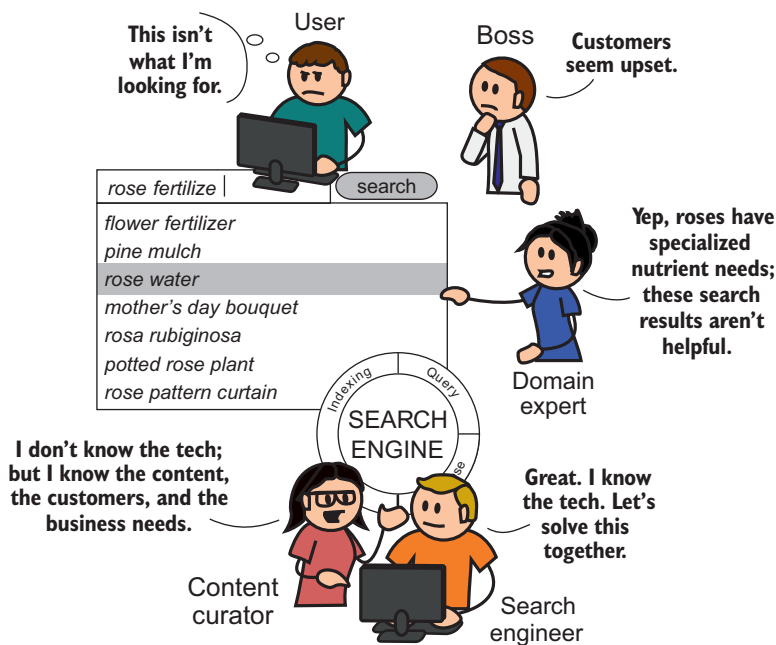 User
This isn't
what I'm
looking for.
Boss
Customers
seem upset.
rose fertilize
search
flower fertilizer
pine mulch
rose water
mother's day bouquet
rosa rubiginosa
potted rose plant
rose pattern curtain
Yep, roses have
specialized
nutrient needs;
these search
results aren't
helpful.
Domain
expert
Indexing
Query
SEARCH
ENGINE
I don't know the tech;
but I know the content,
the customers, and the
business needs.
Great. I know
the tech. Let's
solve this
together.
Content
curator
Search
engineer